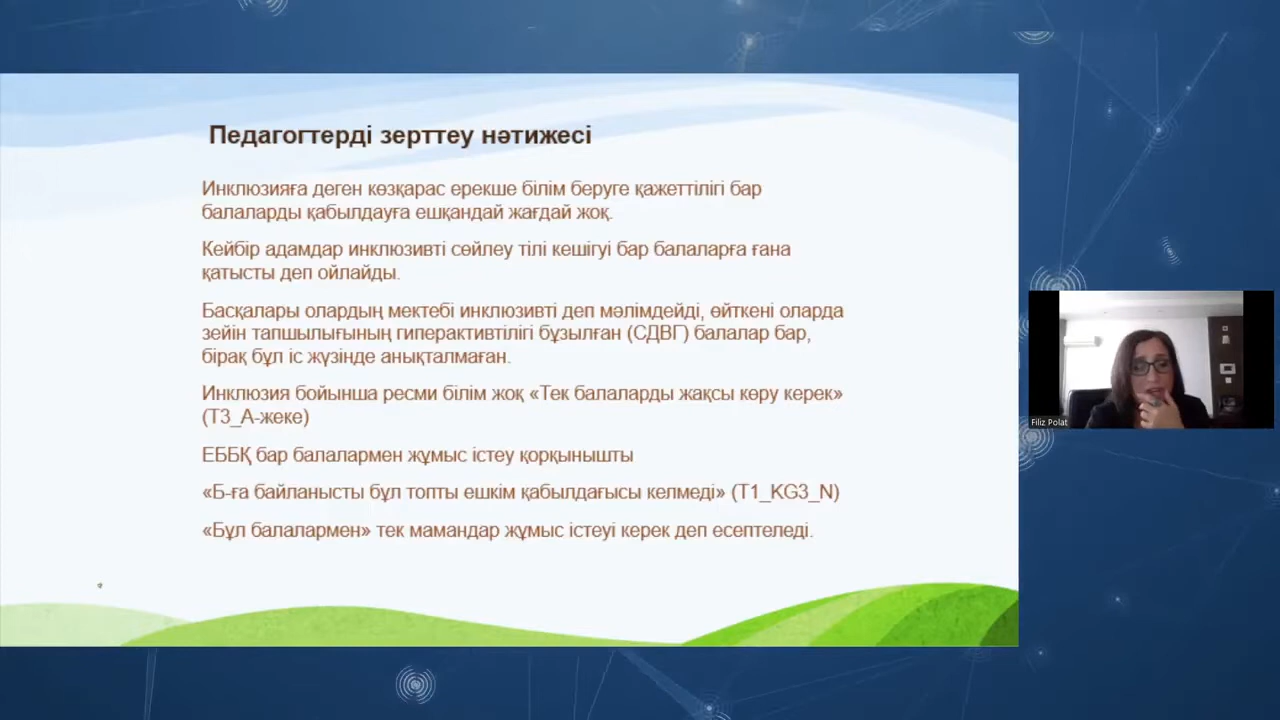 Педагогтерді зерттеу нәтижесі
Инклюзияға деген көзқарас ерекше білім беруге қажеттілігі бар
балаларды қабылдауға ешқандай жағдай жоқ.
Кейбір адамдар инклюзивті сөйлеу тілі кешігуі бар балаларға ғана
қатысты деп ойлайды.
Басқалары олардың мектебі инклюзивті деп мәлімдейді, өйткені оларда
зейін тапшылығының гиперактивтілігі бұзылған (СДВГ) балалар бар,
бірақ бұл іс жүзінде анықталмаған.
Инклюзия бойынша ресми білім жоқ «Тек балаларды жақсы көру керек»
(T3_A-жеке)
ЕББҚ бар балалармен жұмыс істеу қорқынышты
«Б-ға байланысты бұл топты ешкім қабылдағысы келмеді» (T1_KG3_N)
«Бұл балалармен» тек мамандар жұмыс істеуі керек деп есептеледі.
Filiz Polat